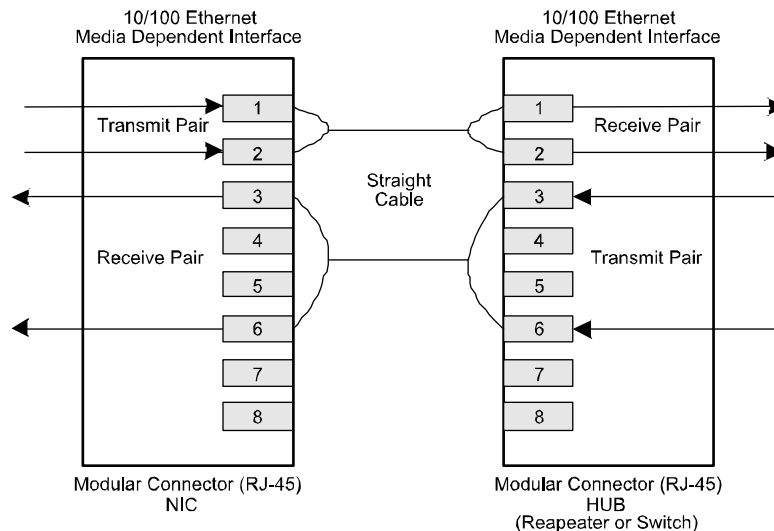 10/100 Ethernet
Media Dependent Interface
1
Transmit Pair
2
3
4
Receive Pair
5
6
7
8
Modular Connector (RJ-45)
NIC
Straight
Cable
10/100 Ethernet
Media Dependent Interface
1
Receive Pair
2
3
4
Transmit Pair
5
6
7
8
Modular Connector (RJ-45)
HUB
(Reapeater or Switch)